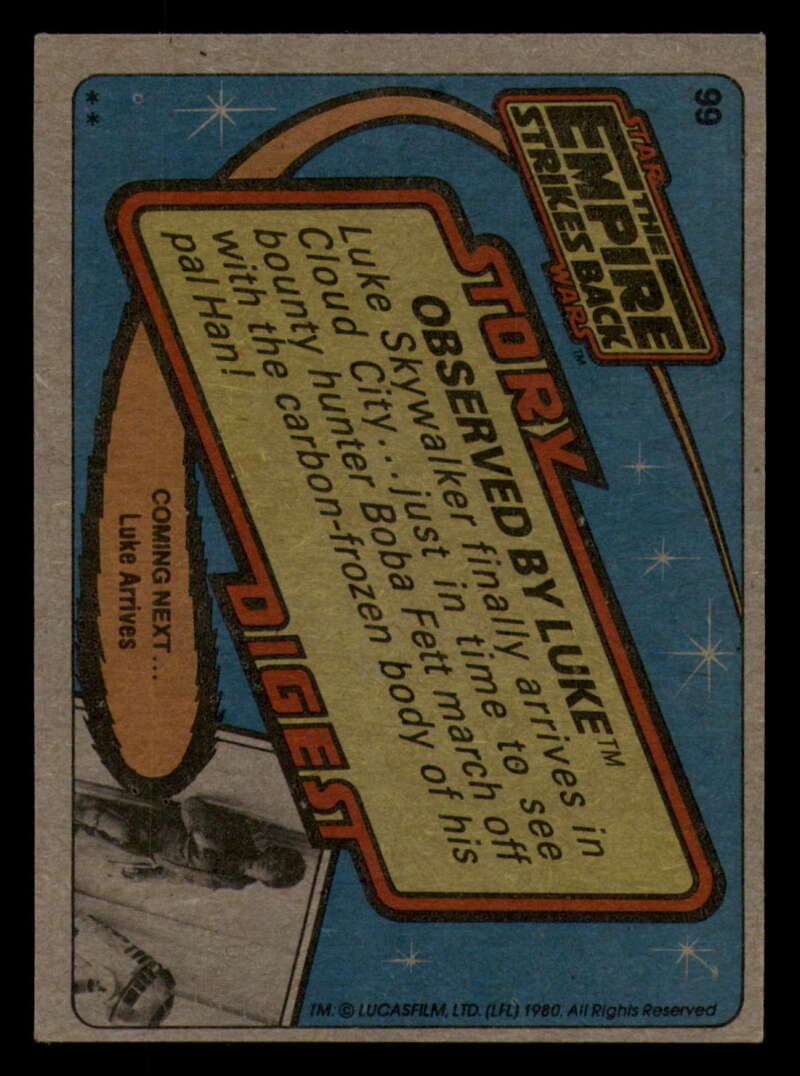 99
STAR
THE
EMPIRE
STRIKES BACK
WARS™
STORY
OBSERVED BY LUKE™
Luke Skywalker finally arrives in
Cloud City...just in time to see
bounty hunter Boba Fett march off
with the carbon-frozen body of his
pal Han!
DIGEST
COMING NEXT...
Luke Arrives
**
TM: © LUCASFILM, LTD. (LFL) 1980. All Rights Reserved